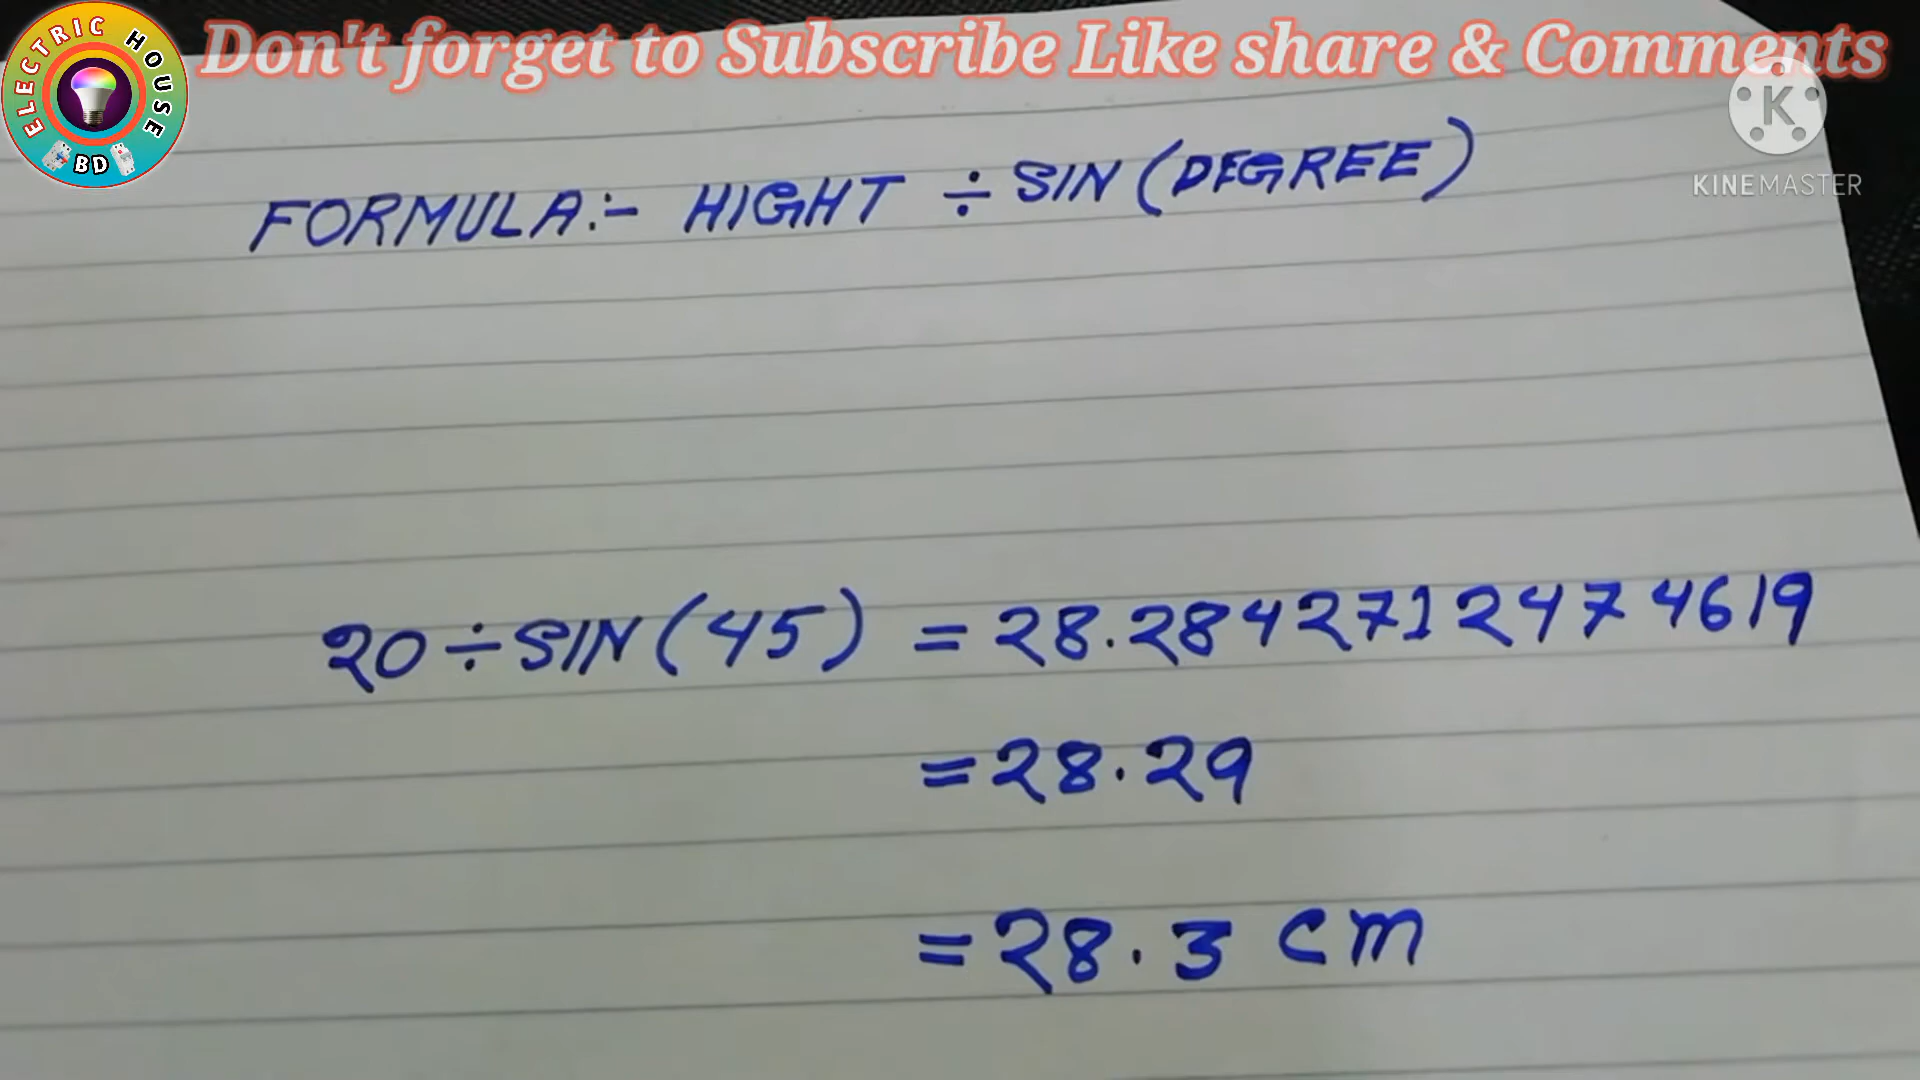 Don't forget to Subscribe Like share & Comments
ELECTRIC HOUSE
BD
K
KINEMASTER
FORMULA:- HIGHT ÷ SIN (DEGREE)
20 ÷ SIN (45) = 28.2842712474619
= 28.29
= 28.3 cm